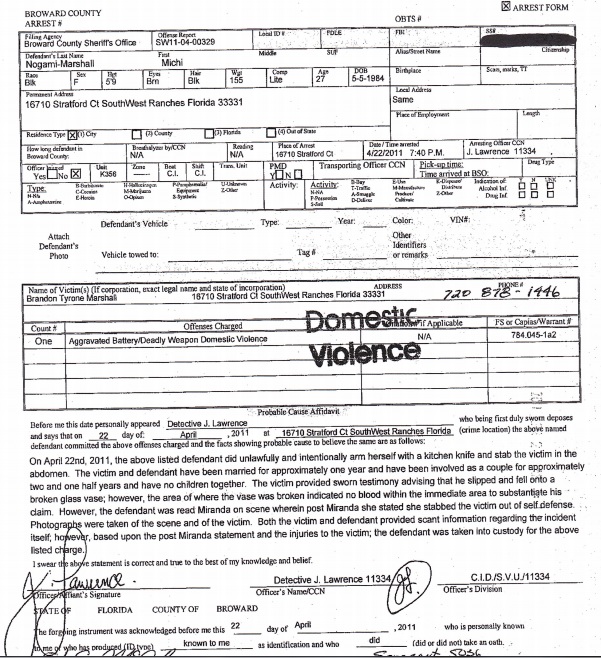 BROWARD COUNTY
ARREST #
OBTS #
☒ ARREST FORM
Filing Agency
Broward County Sheriff's Office
Offense Report
SW11-04-00329
Local ID #
FDLE
FBI
SS#
Defendant's Last Name
Nogami-Marshall
First
Michi
Middle
SUF
Alias/Street Name
Citizenship
Race
Blk
Sex
F
Hgt
5'9
Eyes
Brn
Hair
Blk
Wgt
155
Comp
Lite
Age
27
DOB
5-5-1984
Birthplace
Scars, marks, TT
Permanent Address
16710 Stratford Ct SouthWest Ranches Florida 33331
Local Address
Same
Place of Employment
Length
Residence Type ☒ (1) City ☐ (2) County ☐ (3) Florida ☐ (4) Out of State
How long defendant in
Broward County:
Breathalyzer by/CCN
N/A
Reading
N/A
Place of Arrest
16710 Stratford Ct
Date / Time arrested
4/22/2011 7:40 P.M.
Arresting Officer CCN
J. Lawrence 11334
Officer injured
Yes ☐ No ☒
Unit
K356
Zone
Beat
C.I.
Shift
C.I.
Trans. Unit
PMD
Y ☐ N ☐
Transporting Officer CCN
Pick-up time:
Time arrived at BSO:
Drug Type
Type:
N-N/A
A-Amphetamine
B-Barbiturate
C-Cocaine
E-Heroin
H-Hallucinogen
M-Marijuana
O-Opium
P-Paraphernalia/
Equipment
S-Synthetic
U-Unknown
Z-Other
Activity:
Activity:
N-N/A
P-Possession
S-Sell
B-Buy
T-Traffic
A-Smuggle
D-Deliver
E-Use
M-Manufacture
Produce/
Cultivate
K-Dispense/
Distribute
Z-Other
Indication of: Y N UNK
Alcohol Inf. ☐ ☐ ☐
Drug Inf. ☐ ☐ ☐
Attach
Defendant's
Photo
Defendant's Vehicle
Type:
Year:
Color:
VIN#:
Vehicle towed to:
Tag #
Other
Identifiers
or remarks
Name of Victim(s) (If corporation, exact legal name and state of incorporation)
ADDRESS
PHONE #
Brandon Tyrone Marshall
16710 Stratford Ct SouthWest Ranches Florida 33331
720 878-1446
Count #
Offenses Charged
if Applicable
FS or Capias/Warrant #
One
Aggravated Battery/Deadly Weapon Domestic Violence
N/A
784.045-1a2
Domestic
Violence
Probable Cause Affidavit
Before me this date personally appeared Detective J. Lawrence who being first duly sworn deposes
and says that on 22 day of: April , 2011 at 16710 Stratford Ct SouthWest Ranches Florida (crime location) the above named
defendant committed the above offenses charged and the facts showing probable cause to believe the same are as follows:
On April 22nd, 2011, the above listed defendant did unlawfully and intentionally arm herself with a kitchen knife and stab the victim in the
abdomen. The victim and defendant have been married for approximately one year and have been involved as a couple for approximately
two and one half years and have no children together. The victim provided sworn testimony advising that he slipped and fell onto a
broken glass vase; however, the area of where the vase was broken indicated no blood within the immediate area to substantiate his
claim. However, the defendant was read Miranda on scene wherein post Miranda she stated she stabbed the victim out of self defense.
Photographs were taken of the scene and of the victim. Both the victim and defendant provided scant information regarding the incident
itself; however, based upon the post Miranda statement and the injuries to the victim; the defendant was taken into custody for the above
listed charge.
I swear the above statement is correct and true to the best of my knowledge and belief.
J. Lawrence
Detective J. Lawrence 11334
C.I.D/S.V.U/11334
Officer/Affiant's Signature
Officer's Name/CCN
Officer's Division
STATE OF FLORIDA COUNTY OF BROWARD
The forgoing instrument was acknowledged before me this 22 day of April , 2011 who is personally known
to me or who has produced (ID type) known to me as identification and who did (did or did not) take an oath.